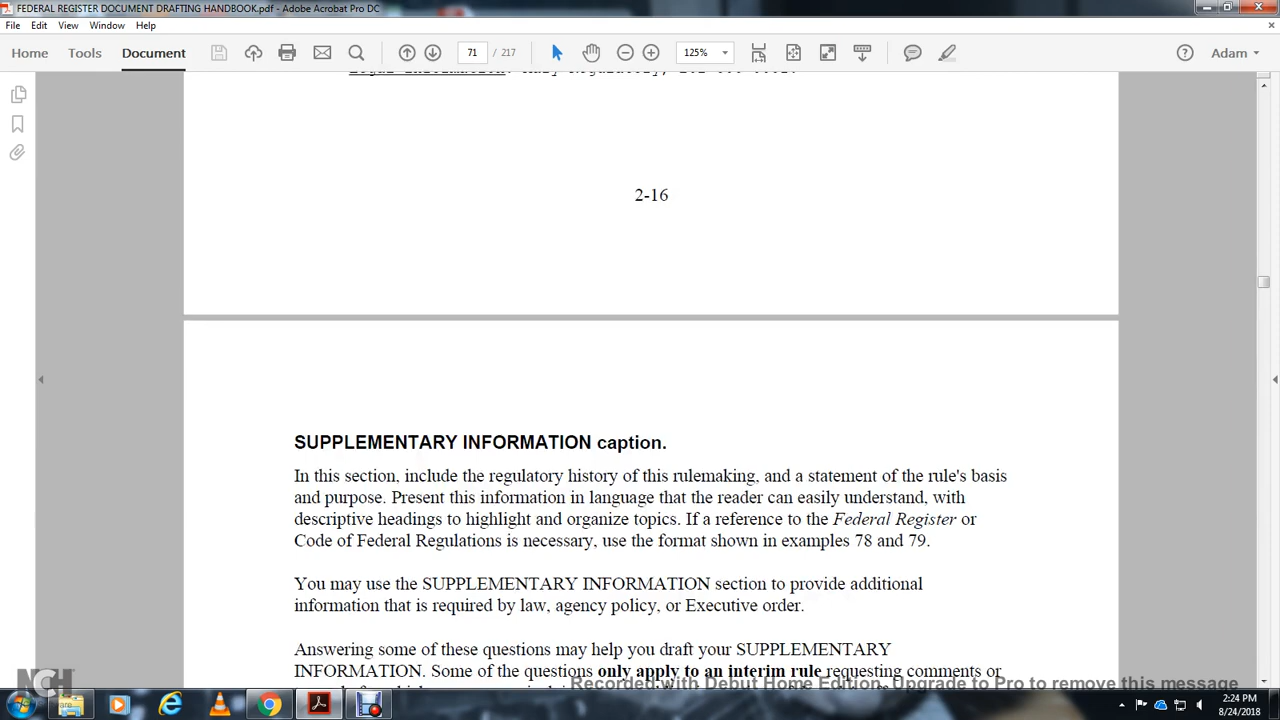 FEDERAL REGISTER DOCUMENT DRAFTING HANDBOOK.pdf - Adobe Acrobat Pro DC
File Edit View Window Help
Home Tools Document 71 / 217 125% Adam
2-16
SUPPLEMENTARY INFORMATION caption.
In this section, include the regulatory history of this rulemaking, and a statement of the rule's basis
and purpose. Present this information in language that the reader can easily understand, with
descriptive headings to highlight and organize topics. If a reference to the Federal Register or
Code of Federal Regulations is necessary, use the format shown in examples 78 and 79.
You may use the SUPPLEMENTARY INFORMATION section to provide additional
information that is required by law, agency policy, or Executive order.
Answering some of these questions may help you draft your SUPPLEMENTARY
INFORMATION. Some of the questions only apply to an interim rule requesting comments or
Recorded with Debut Home Edition. Upgrade to Pro to remove this message
NCH
2:24 PM
8/24/2018